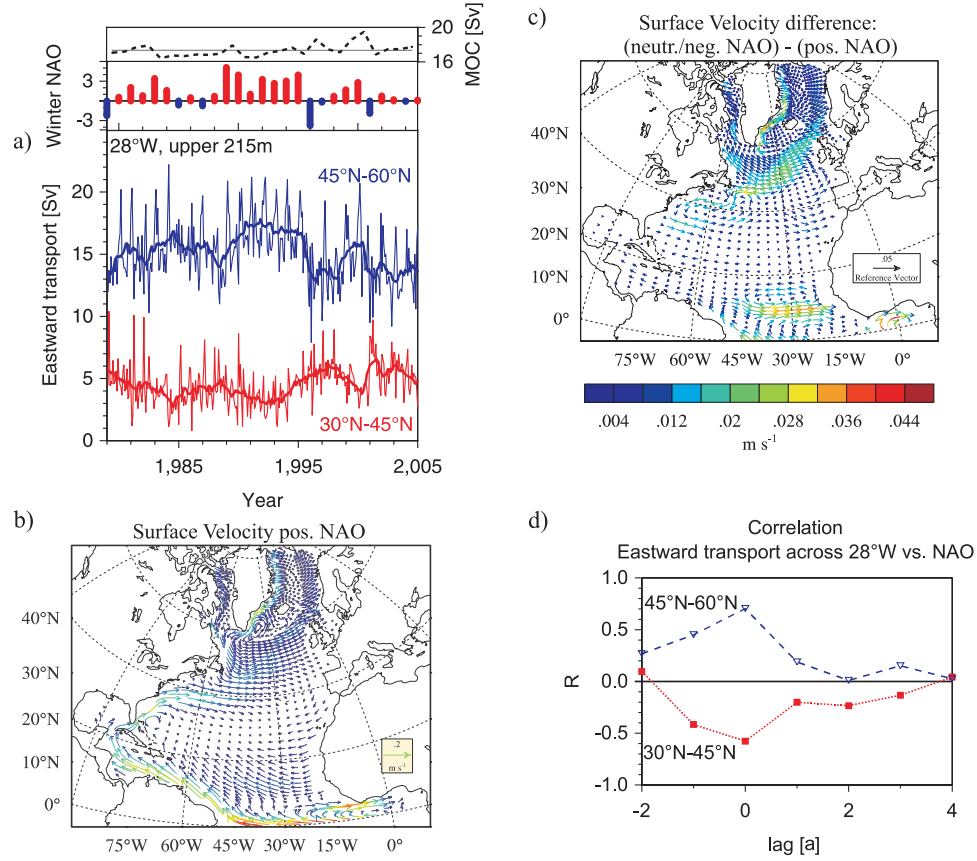 20
16
MOC [Sv]
Winter NAO
3
-3
a)
28°W, upper 215m
45°N-60°N
Eastward transport [Sv]
20
15
10
5
0
30°N-45°N
1,985
1,995
2,005
Year
b)
Surface Velocity pos. NAO
40°N
30°N
20°N
10°N
0°
.2
m s⁻¹
75°W
60°W
45°W
30°W
15°W
0°
c)
Surface Velocity difference:
(neutr./neg. NAO) - (pos. NAO)
40°N
30°N
20°N
10°N
0°
.05
Reference Vector
75°W
60°W
45°W
30°W
15°W
0°
.004
.012
.02
.028
.036
.044
m s⁻¹
d)
Correlation
Eastward transport across 28°W vs. NAO
1.0
0.5
0.0
-0.5
-1.0
R
45°N-60°N
30°N-45°N
-2
0
2
4
lag [a]